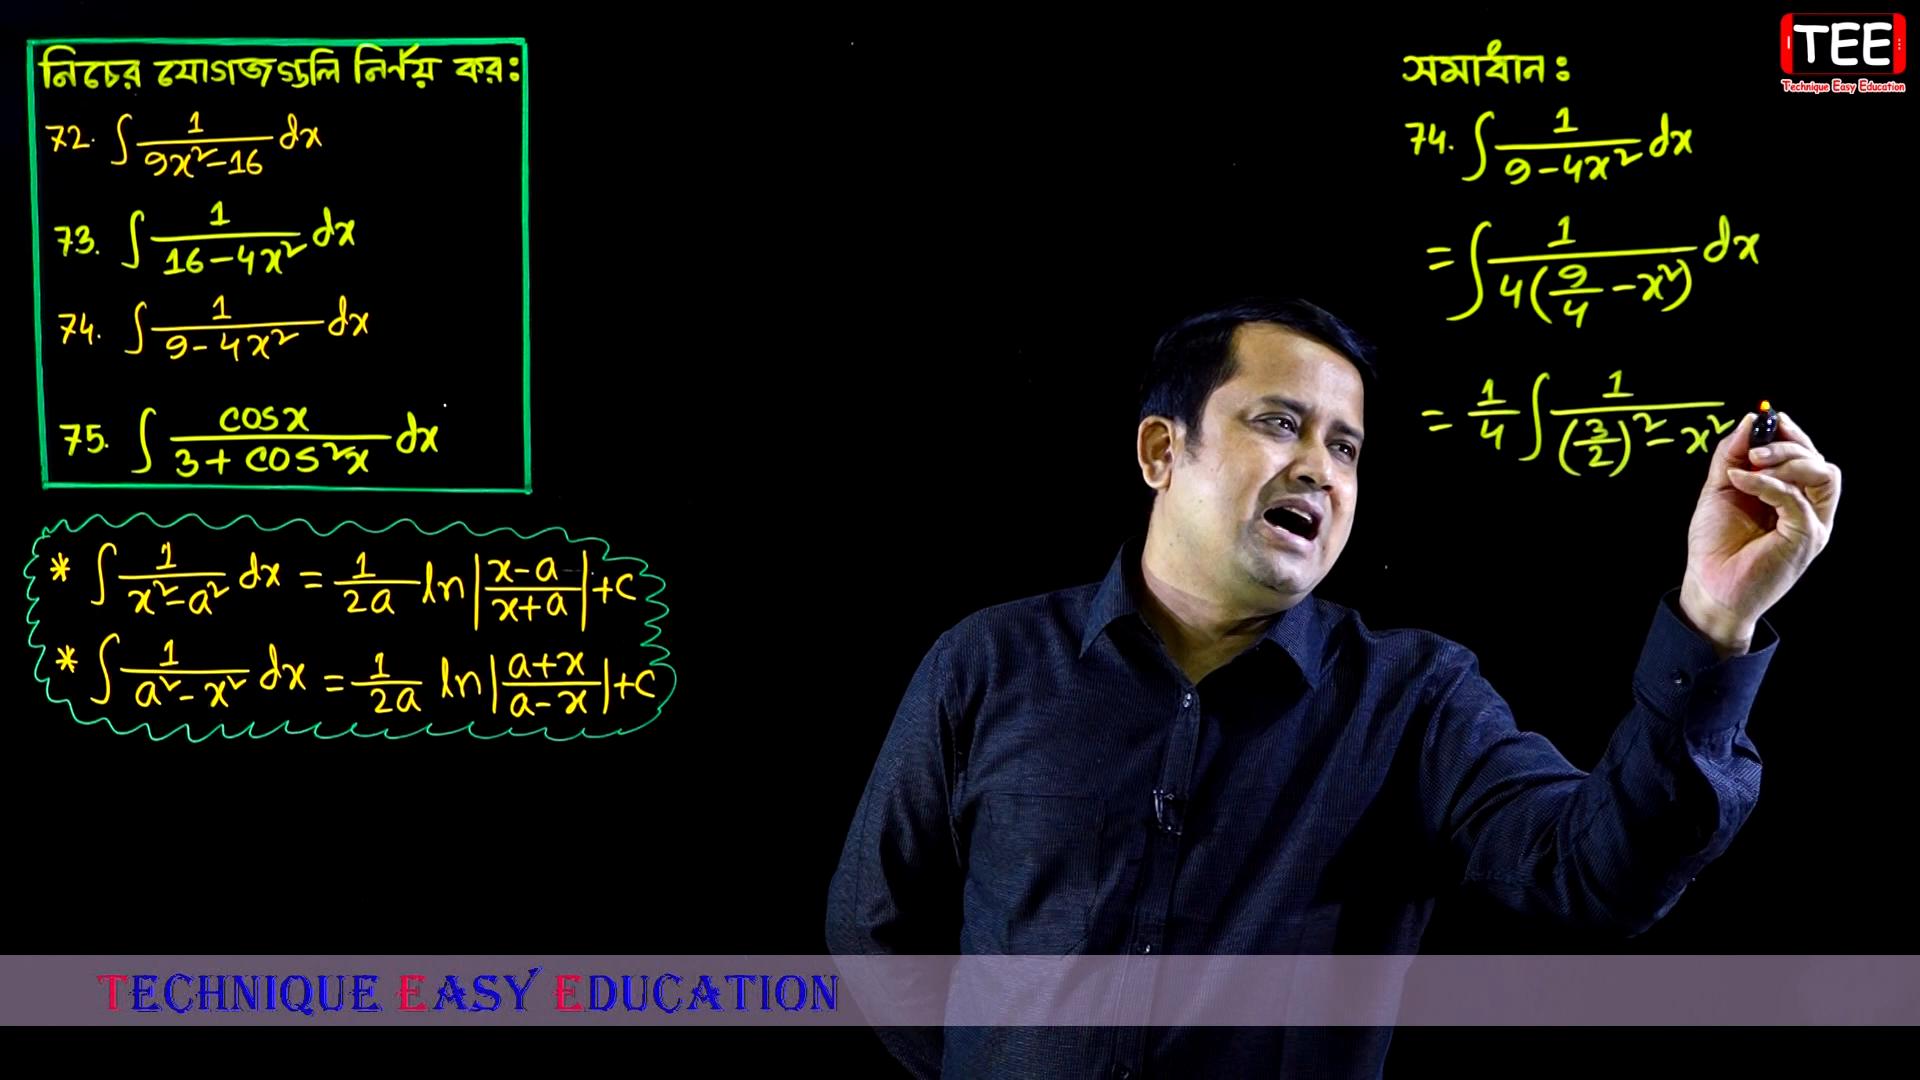 নিচের যোগজগুলি নির্ণয় কর:
72. ∫ 1/(9x²-16) dx
73. ∫ 1/(16-4x²) dx
74. ∫ 1/(9-4x²) dx
75. ∫ cosx/(3+cos²x) dx
* ∫ 1/(x²-a²) dx = 1/2a ln|(x-a)/(x+a)|+c
* ∫ 1/(a²-x²) dx = 1/2a ln|(a+x)/(a-x)|+c
সমাধান:
74. ∫ 1/(9-4x²) dx
= ∫ 1/(4(9/4-x²)) dx
= 1/4 ∫ 1/((3/2)²-x²)
TEE
Technique Easy Education
TECHNIQUE EASY EDUCATION